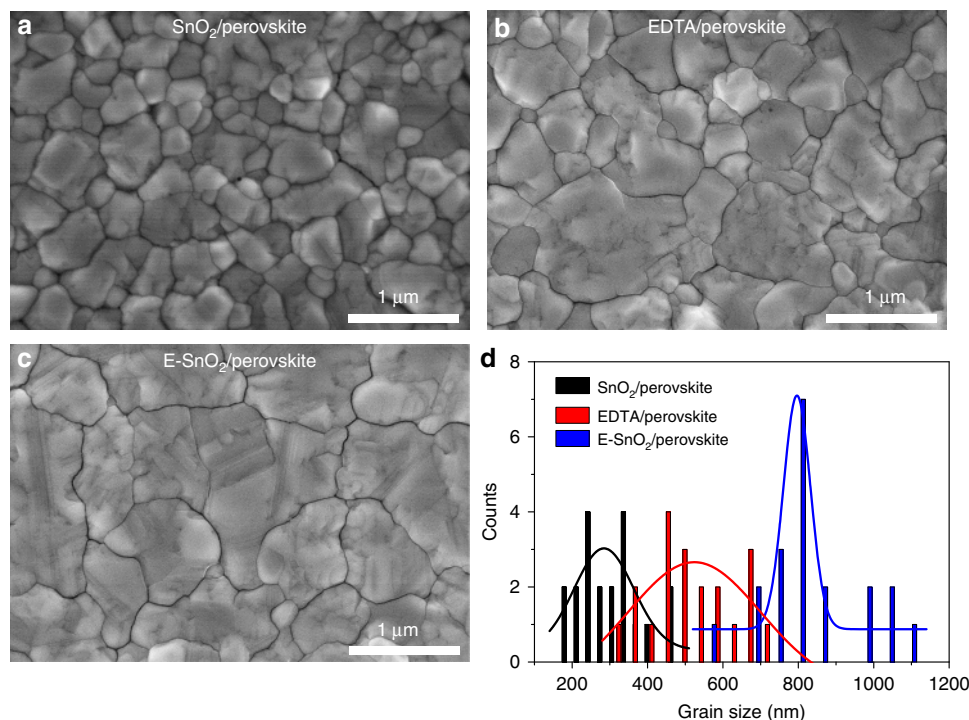 a
SnO₂/perovskite
1 μm
b
EDTA/perovskite
1 μm
c
E-SnO₂/perovskite
1 μm
d
8
6
4
2
0
Counts
SnO₂/perovskite
EDTA/perovskite
E-SnO₂/perovskite
200 400 600 800 1000 1200
Grain size (nm)